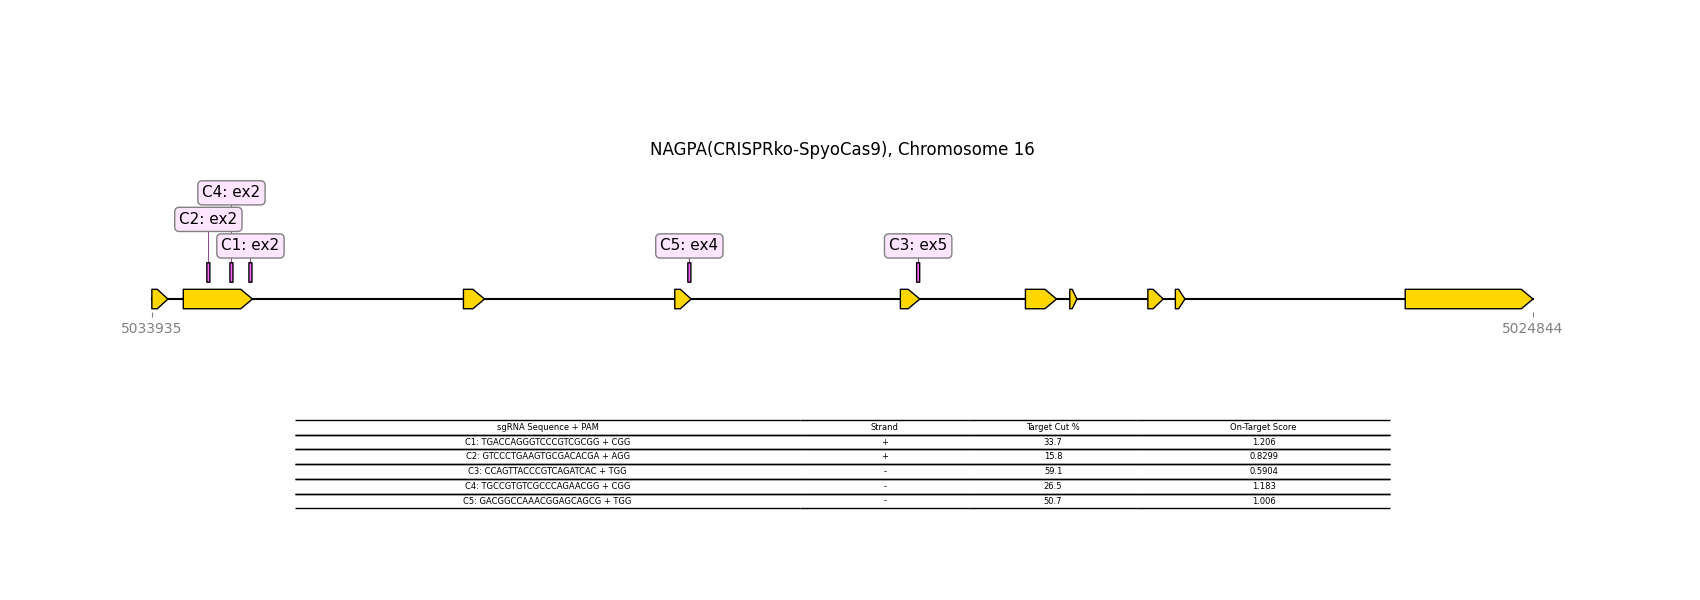 NAGPA(CRISPRko-SpyoCas9), Chromosome 16
C4: ex2
C2: ex2
C1: ex2
C5: ex4
C3: ex5
5033935
5024844
sgRNA Sequence + PAM Strand Target Cut % On-Target Score
C1: TGACCAGGGTCCCGTCGCGG + CGG + 33.7 1.206
C2: GTCCCTGAAGTGCGACACGA + AGG + 15.8 0.8299
C3: CCAGTTACCCGTCAGATCAC + TGG - 59.1 0.5904
C4: TGCCGTGTCGCCCAGAACGG + CGG - 26.5 1.183
C5: GACGGCCAAACGGAGCAGCG + TGG - 50.7 1.006